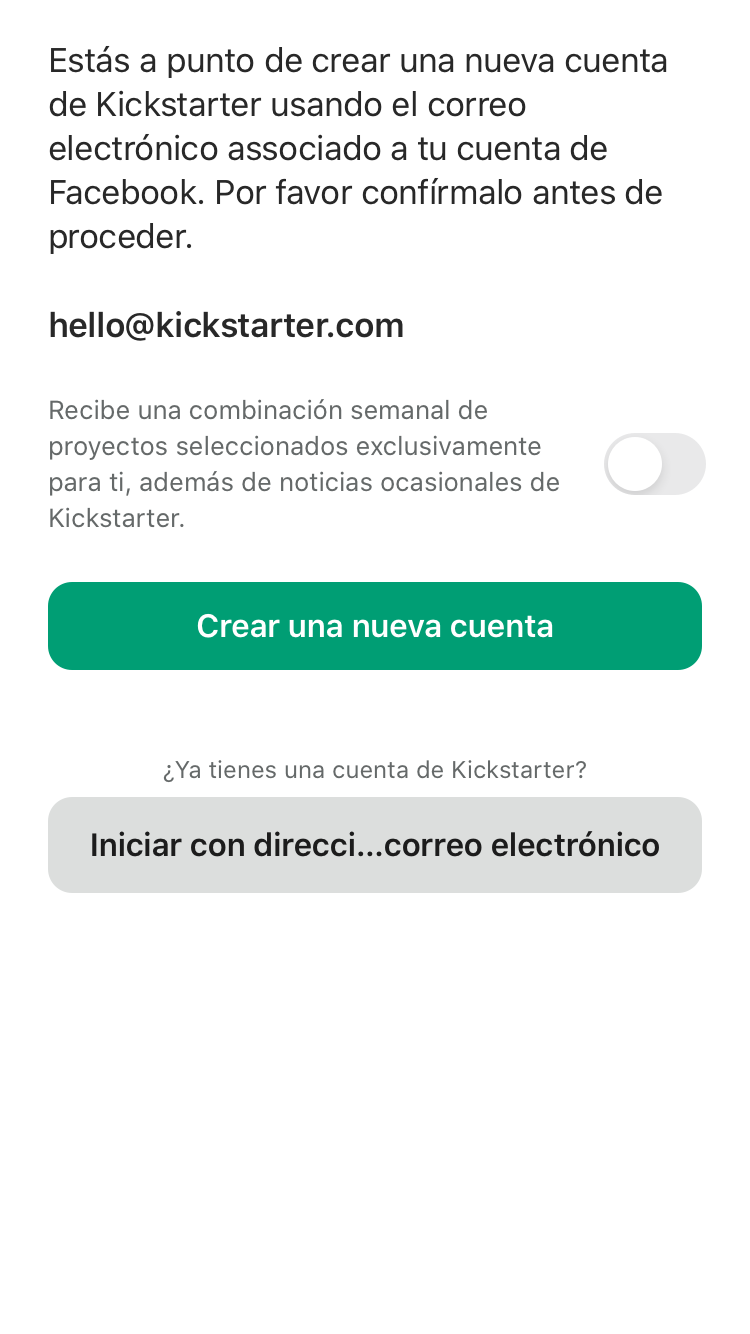 Estás a punto de crear una nueva cuenta
de Kickstarter usando el correo
electrónico associado a tu cuenta de
Facebook. Por favor confírmalo antes de
proceder.
hello@kickstarter.com
Recibe una combinación semanal de
proyectos seleccionados exclusivamente
para ti, además de noticias ocasionales de
Kickstarter.
Crear una nueva cuenta
¿Ya tienes una cuenta de Kickstarter?
Iniciar con direcci...correo electrónico